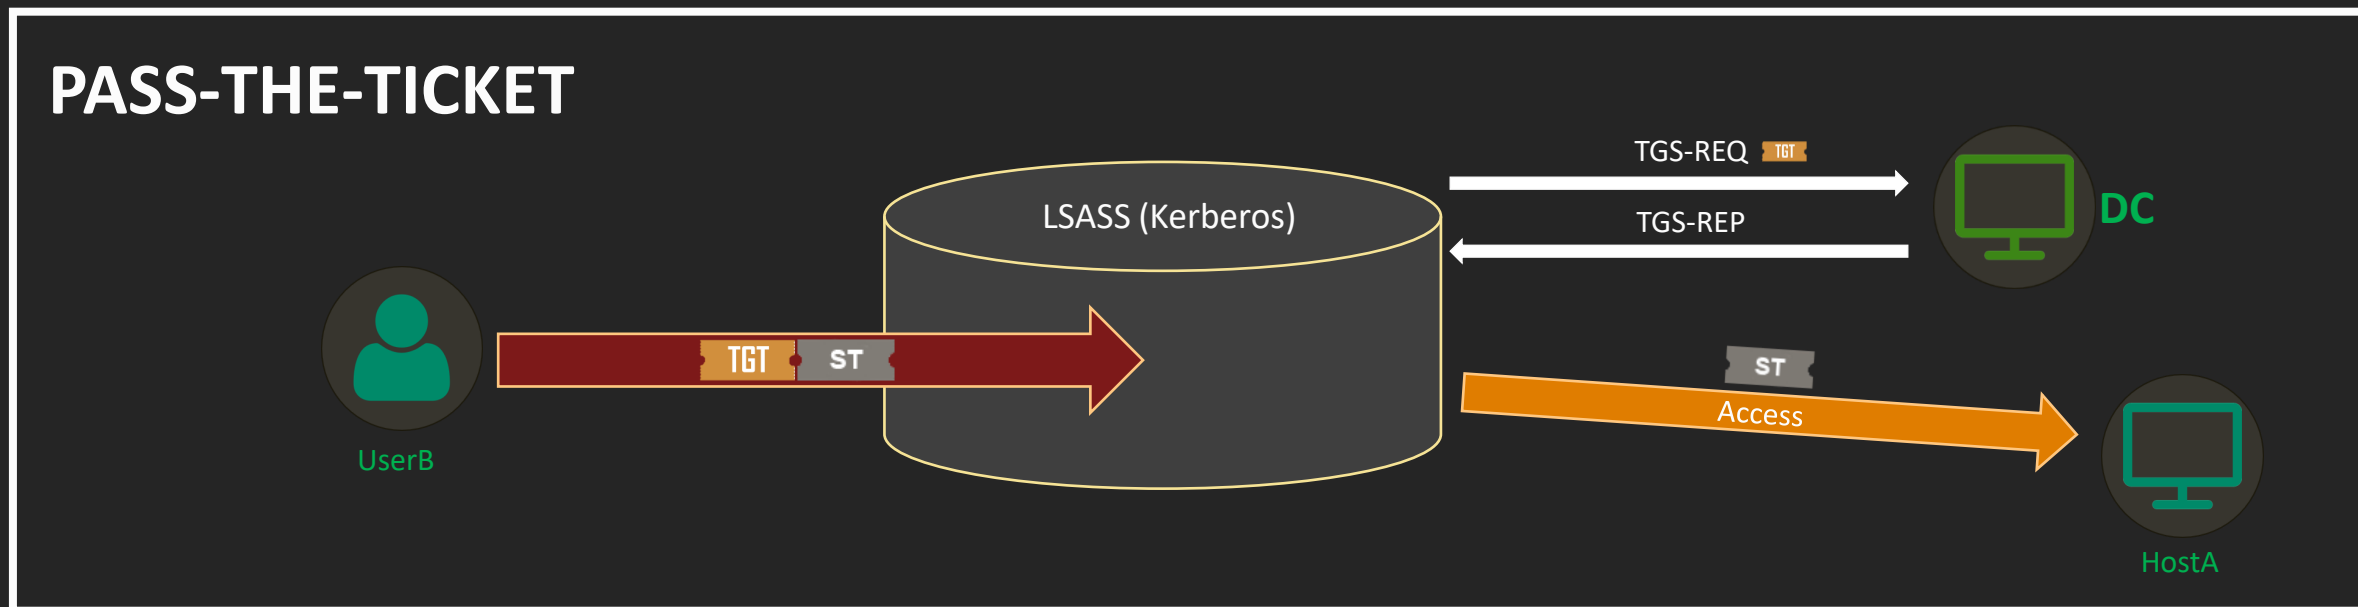 PASS-THE-TICKET
TGS-REQ TGT
DC
TGS-REP
LSASS (Kerberos)
TGT ST
ST
Access
UserB
HostA